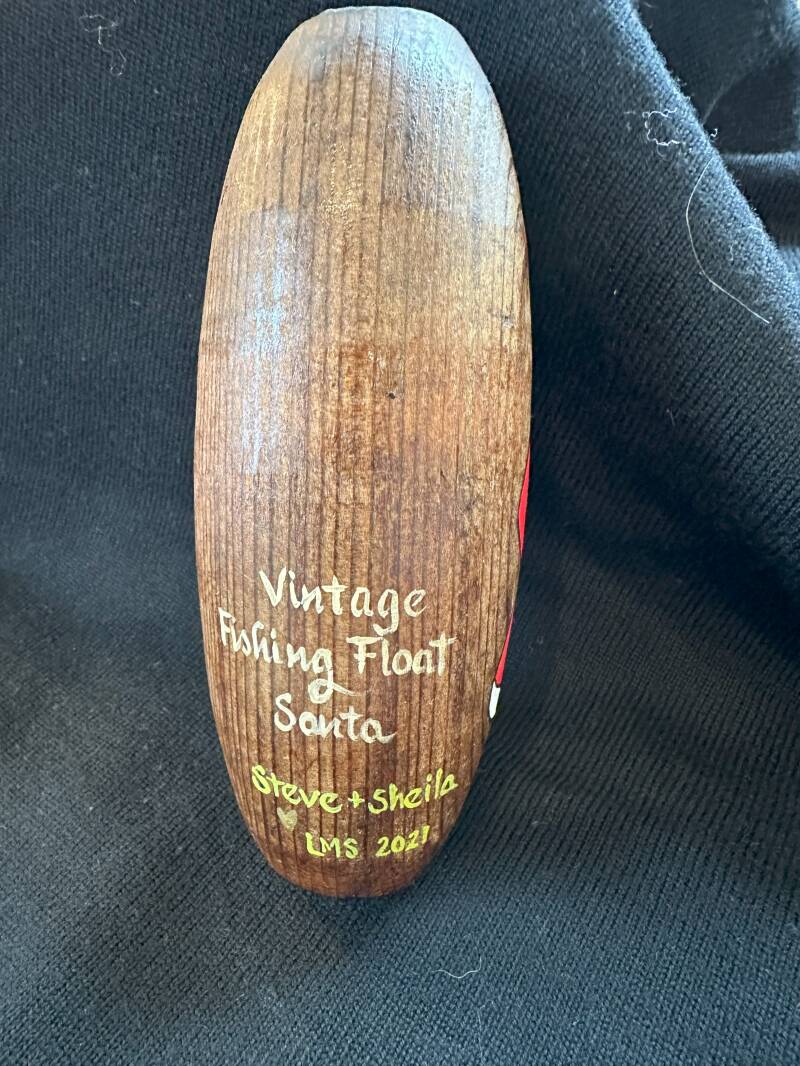 Vintage
Fishing Float
Santa
Steve + Sheila
LMS 2021